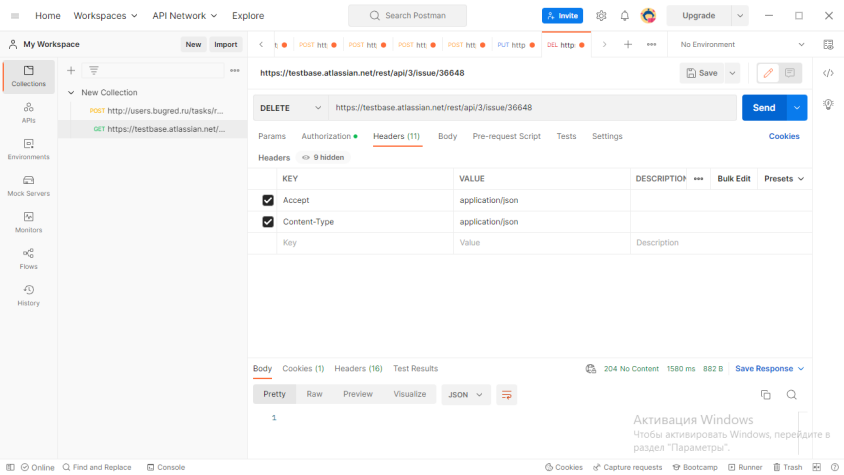 Home Workspaces API Network Explore Search Postman Invite Upgrade
My Workspace New Import POST htt POST htt POST htt POST htt PUT http DEL http No Environment
Collections
APIs
Environments
Mock Servers
Monitors
Flows
History
New Collection
POST http://users.bugred.ru/tasks/r...
GET https://testbase.atlassian.net/...
https://testbase.atlassian.net/rest/api/3/issue/36648 Save
DELETE https://testbase.atlassian.net/rest/api/3/issue/36648 Send
Params Authorization Headers (11) Body Pre-request Script Tests Settings Cookies
Headers 9 hidden
KEY VALUE DESCRIPTION Bulk Edit Presets
Accept application/json
Content-Type application/json
Key Value Description
Body Cookies (1) Headers (16) Test Results 204 No Content 1580 ms 882 B Save Response
Pretty Raw Preview Visualize JSON
1
Активация Windows
Чтобы активировать Windows, перейдите в
раздел "Параметры".
Online Find and Replace Console Cookies Capture requests Bootcamp Runner Trash